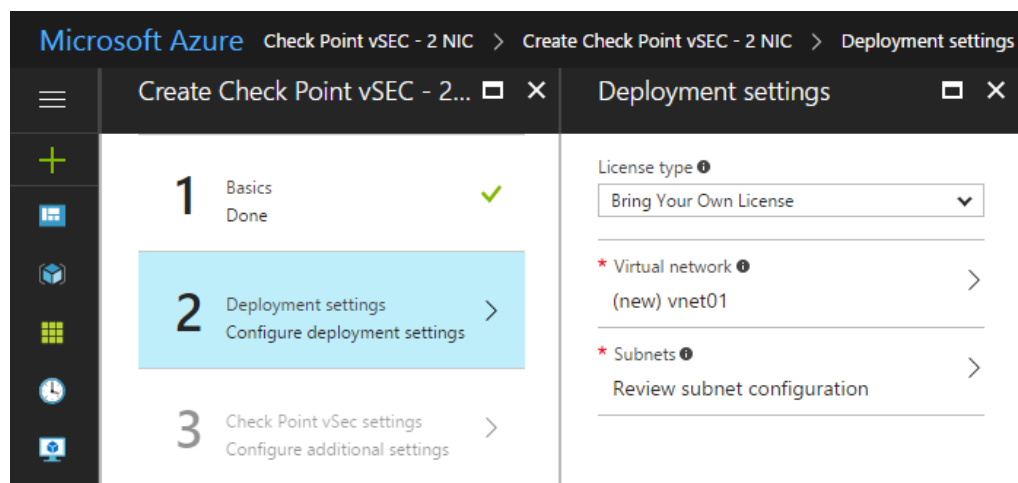 Microsoft Azure Check Point vSEC - 2 NIC > Create Check Point vSEC - 2 NIC > Deployment settings
Create Check Point vSEC - 2...
Deployment settings
1
Basics
Done
2
Deployment settings
Configure deployment settings
3
Check Point vSec settings
Configure additional settings
License type
Bring Your Own License
* Virtual network
(new) vnet01
* Subnets
Review subnet configuration